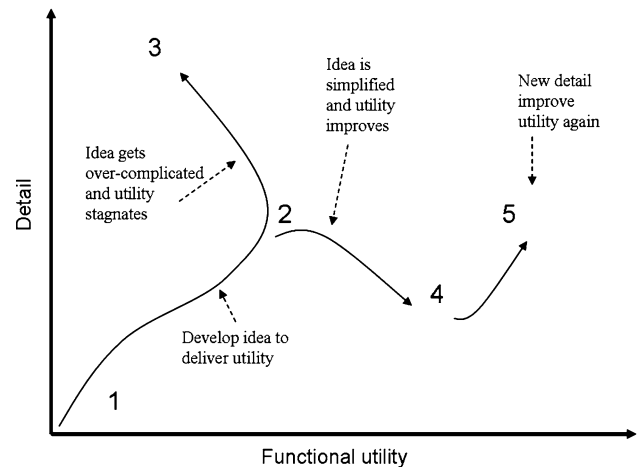 3
Idea is
simplified
and utility
improves
New detail
improve
utility again
Idea gets
over-complicated
and utility
stagnates
Detail
2
5
4
Develop idea to
deliver utility
1
Functional utility